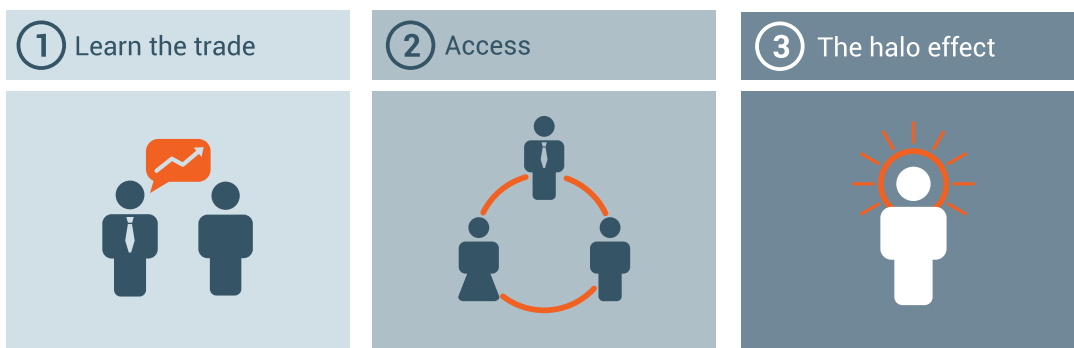 1 Learn the trade
2 Access
3 The halo effect